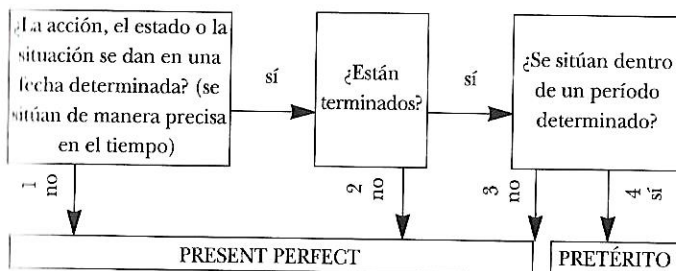 ¿La acción, el estado o la
situación se dan en una
fecha determinada? (se
sitúan de manera precisa
en el tiempo)
sí
¿Están
terminados?
sí
¿Se sitúan dentro
de un período
determinado?
1 no
2 no
3 no
4 sí
PRESENT PERFECT
PRETÉRITO